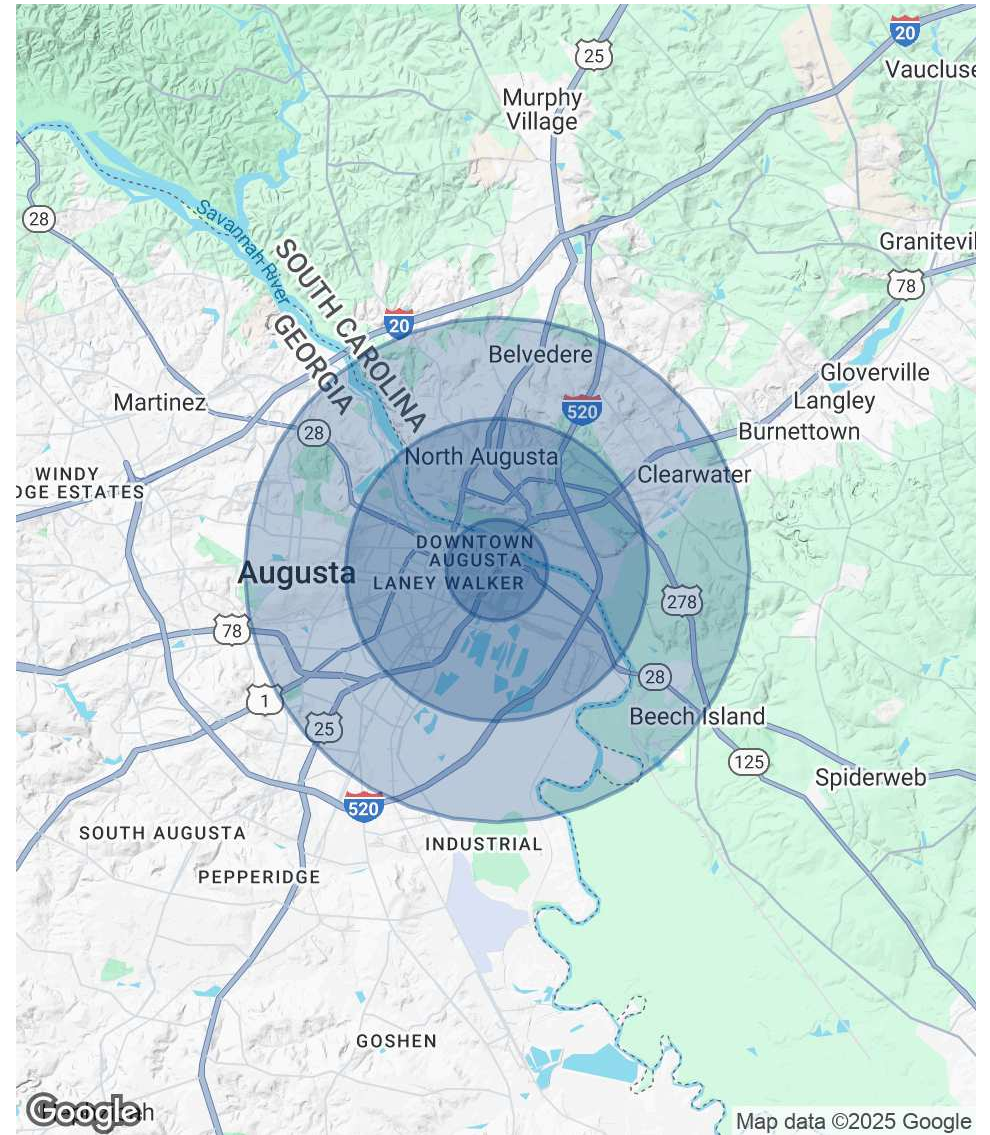 20
25
Vaucluse
Murphy
Village
28
Savannah River
SOUTH CAROLINA
GEORGIA
Granitevil
78
20
Belvedere
Gloverville
Langley
Martinez
520
28
Burnettown
North Augusta
WINDY
DGE ESTATES
Clearwater
DOWNTOWN
AUGUSTA
Augusta
LANEY WALKER
278
78
28
1
25
Beech Island
125
Spiderweb
520
SOUTH AUGUSTA
INDUSTRIAL
PEPPERIDGE
GOSHEN
Google
Map data ©2025 Google